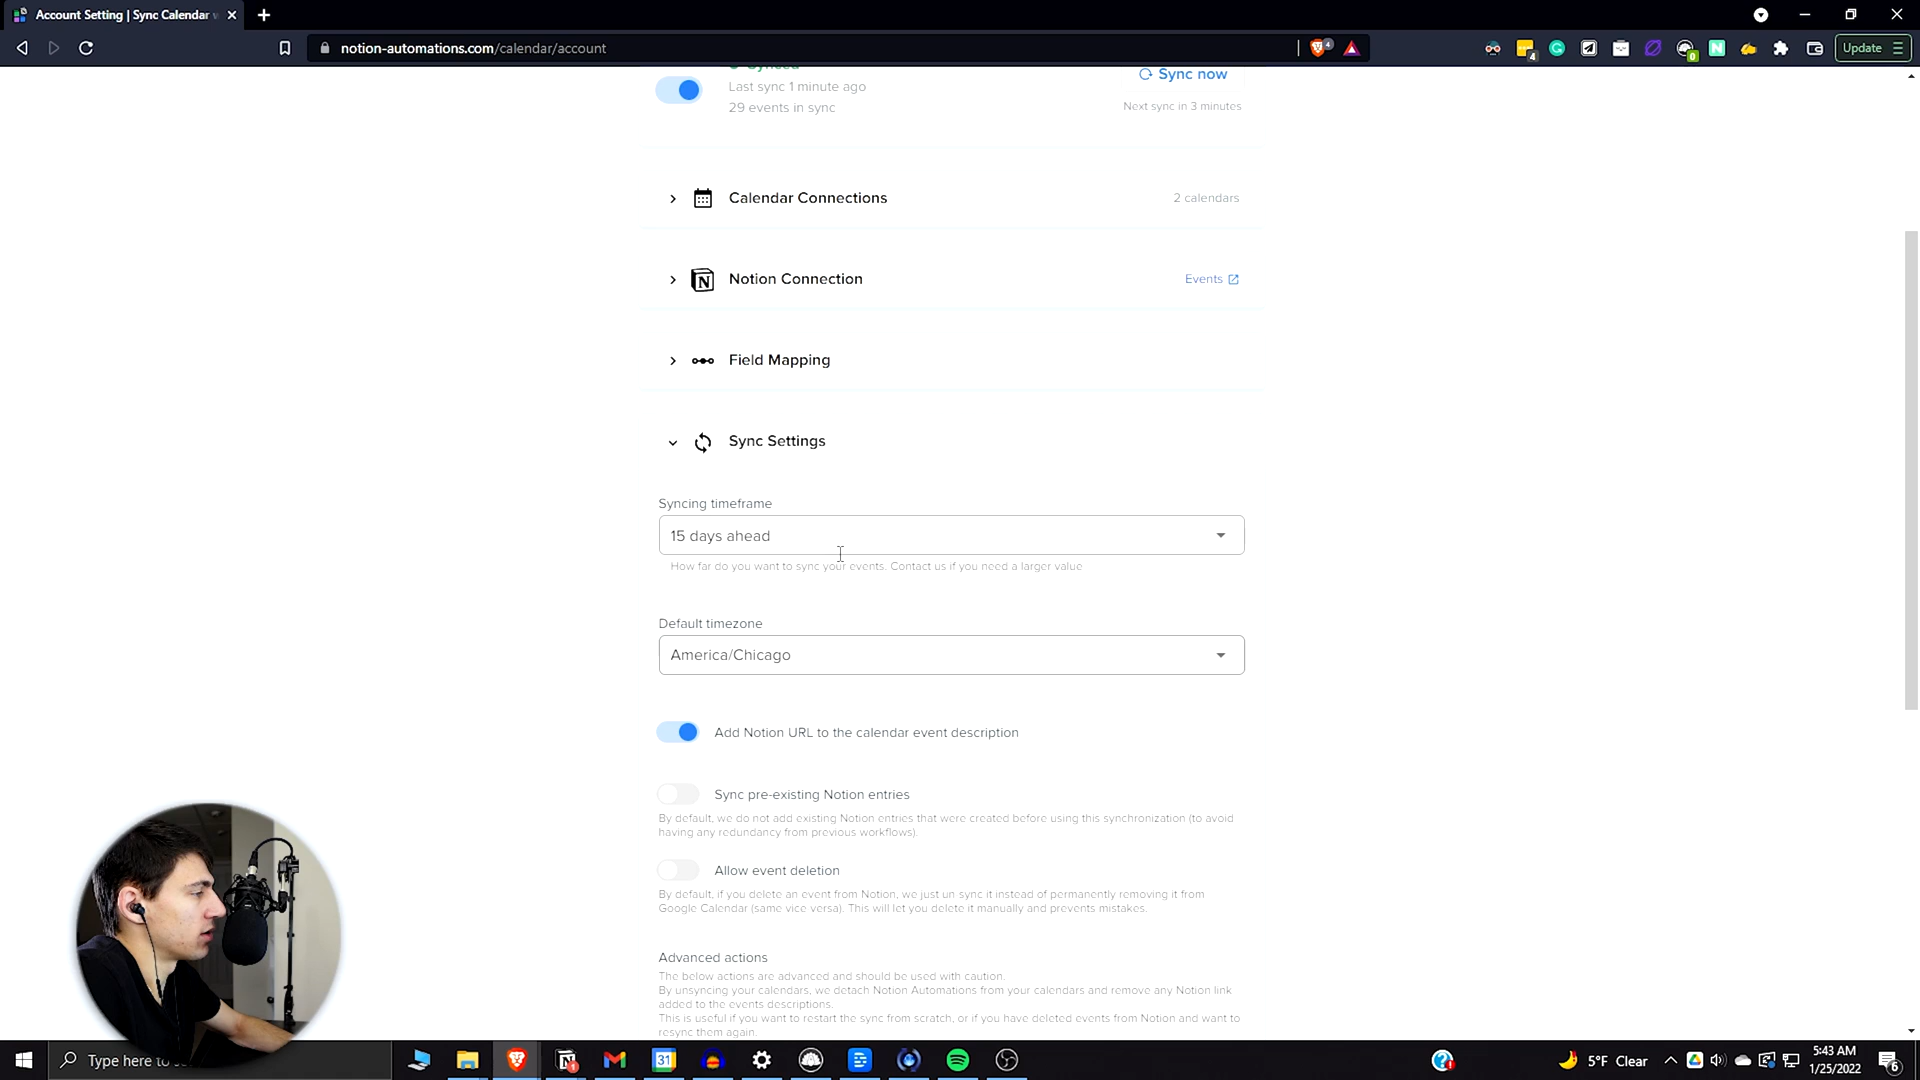 Account Setting | Sync Calendar
notion-automations.com/calendar/account
Update
Synced
Last sync 1 minute ago
29 events in sync
Sync now
Next sync in 3 minutes
Calendar Connections
2 calendars
Notion Connection
Events
Field Mapping
Sync Settings
Syncing timeframe
15 days ahead
How far do you want to sync your events. Contact us if you need a larger value
Default timezone
America/Chicago
Add Notion URL to the calendar event description
Sync pre-existing Notion entries
By default, we do not add existing Notion entries that were created before using this synchronization (to avoid
having any redundancy from previous workflows).
Allow event deletion
By default, if you delete an event from Notion, we just un sync it instead of permanently removing it from
Google Calendar (same vice versa). This will let you delete it manually and prevents mistakes.
Advanced actions
The below actions are advanced and should be used with caution.
By unsyncing your calendars, we detach Notion Automations from your calendars and remove any Notion link
added to the events descriptions.
This is useful if you want to restart the sync from scratch, or if you have deleted events from Notion and want to
resync them again.
Type here to
31
5°F Clear
5:43 AM
1/25/2022
6